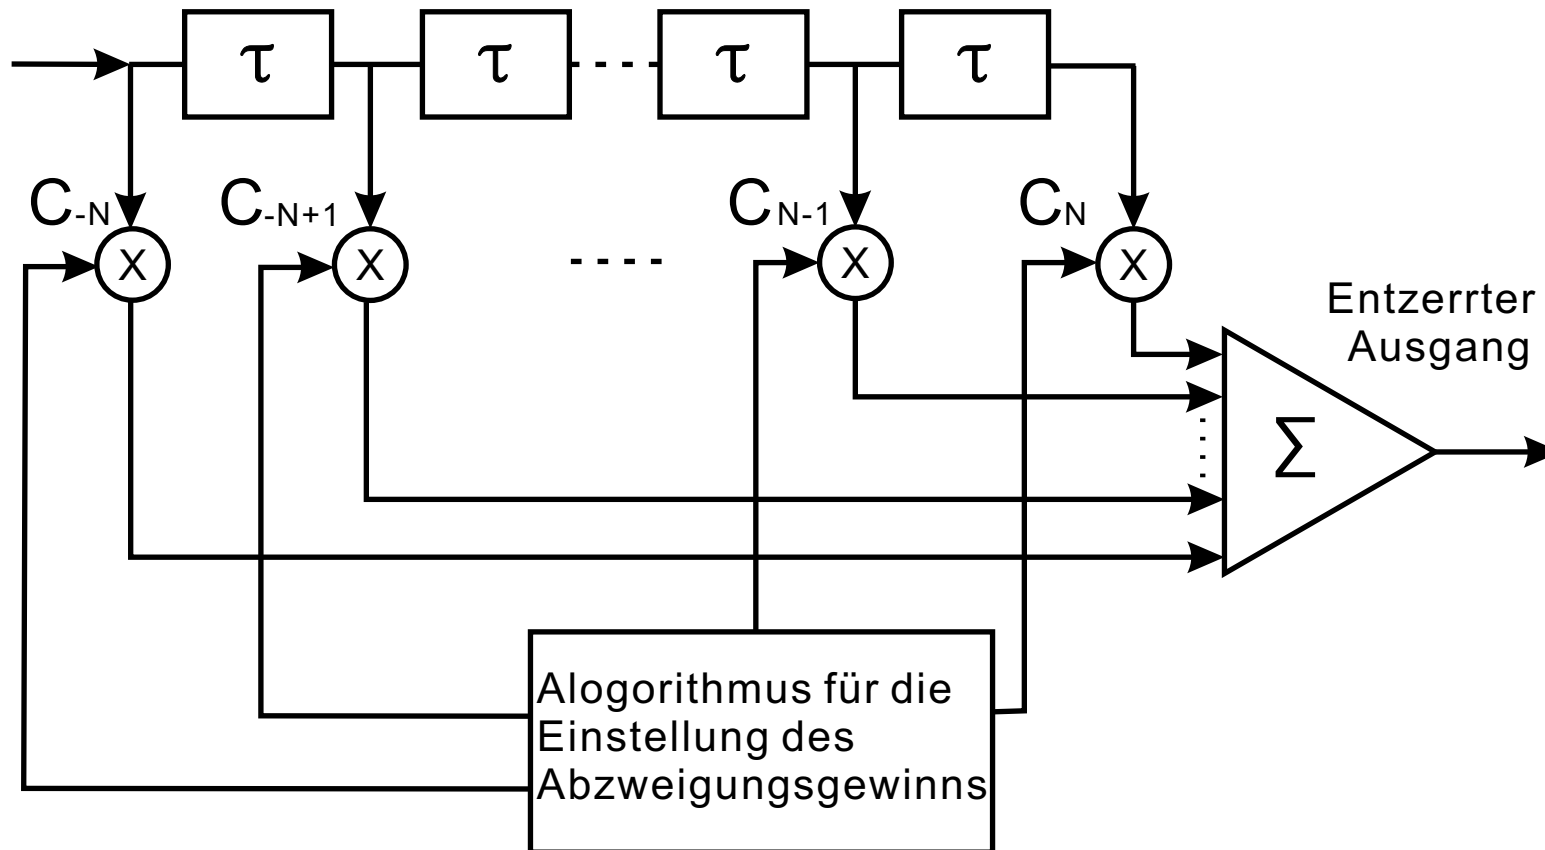 τ τ τ τ
C-N C-N+1 CN-1 CN
X X X X
Entzerrter
Ausgang
Σ
Alogorithmus für die
Einstellung des
Abzweigungsgewinns